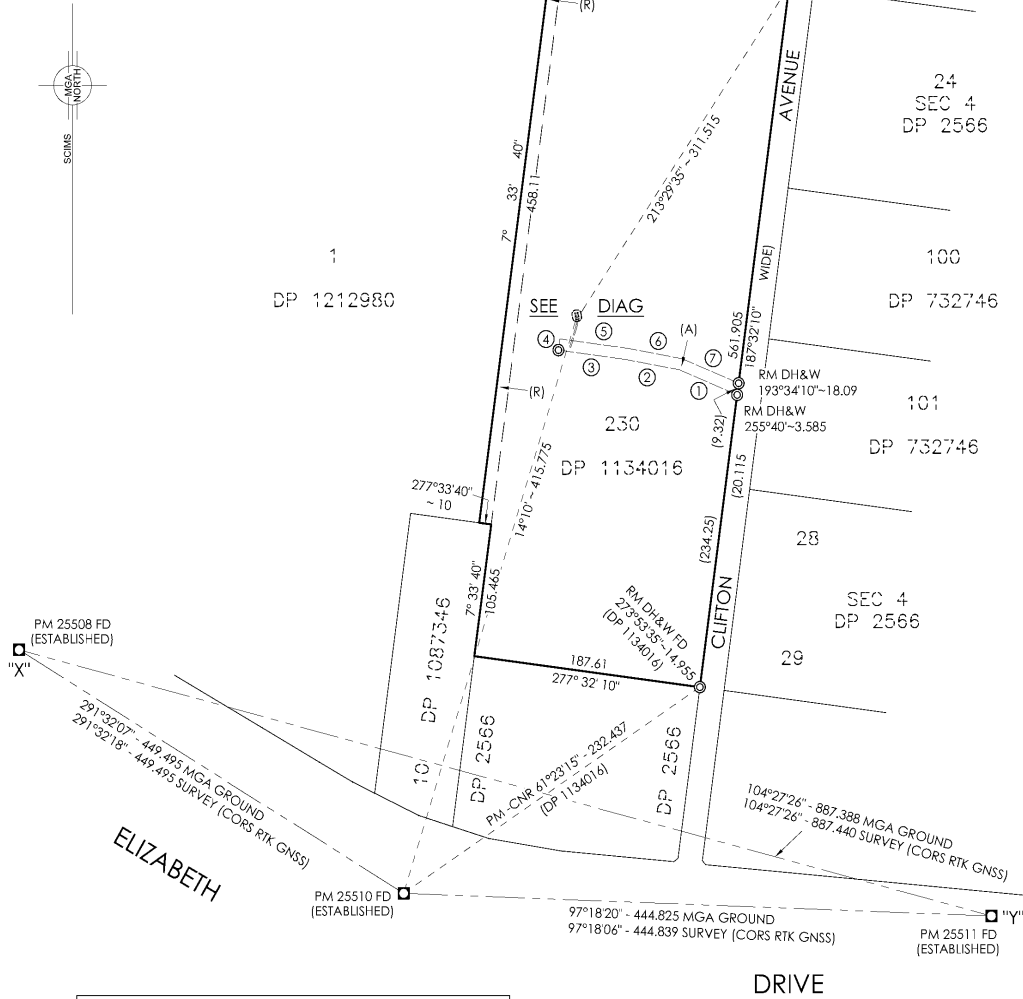 (R)
MGA
NORTH
SCIMS
AVENUE
24
SEC 4
DP 2566
40"
33'
7°
458.11
213°29'35" ~ 311.515
1
DP 1212980
WIDE)
100
DP 732746
SEE DIAG
5
6
(A)
4
7
3
2
1
561.905
187°32'10"
RM DH&W
193°34'10"~18.09
RM DH&W
255°40'~3.585
(R)
(9.32)
101
DP 732746
230
DP 1134016
14°10' ~ 415.775
(20.115
277°33'40"
~ 10
(234.25)
28
SEC 4
DP 2566
7° 33' 40"
105.465
CLIFTON
RM DH&W FD
273°53'35"~14.955
(DP 1134016)
29
PM 25508 FD
(ESTABLISHED)
"X"
187.61
277° 32' 10"
10
DP 1087346
DP 2566
DP 2566
291°32'07" - 449.495 MGA GROUND
291°32'18" - 449.495 SURVEY (CORS RTK GNSS)
PM -CNR 61°23'15" - 232.437
(DP 1134016)
104°27'26" - 887.388 MGA GROUND
104°27'26" - 887.440 SURVEY (CORS RTK GNSS)
ELIZABETH
PM 25510 FD
(ESTABLISHED)
97°18'20" - 444.825 MGA GROUND
97°18'06" - 444.839 SURVEY (CORS RTK GNSS)
"Y"
PM 25511 FD
(ESTABLISHED)
DRIVE